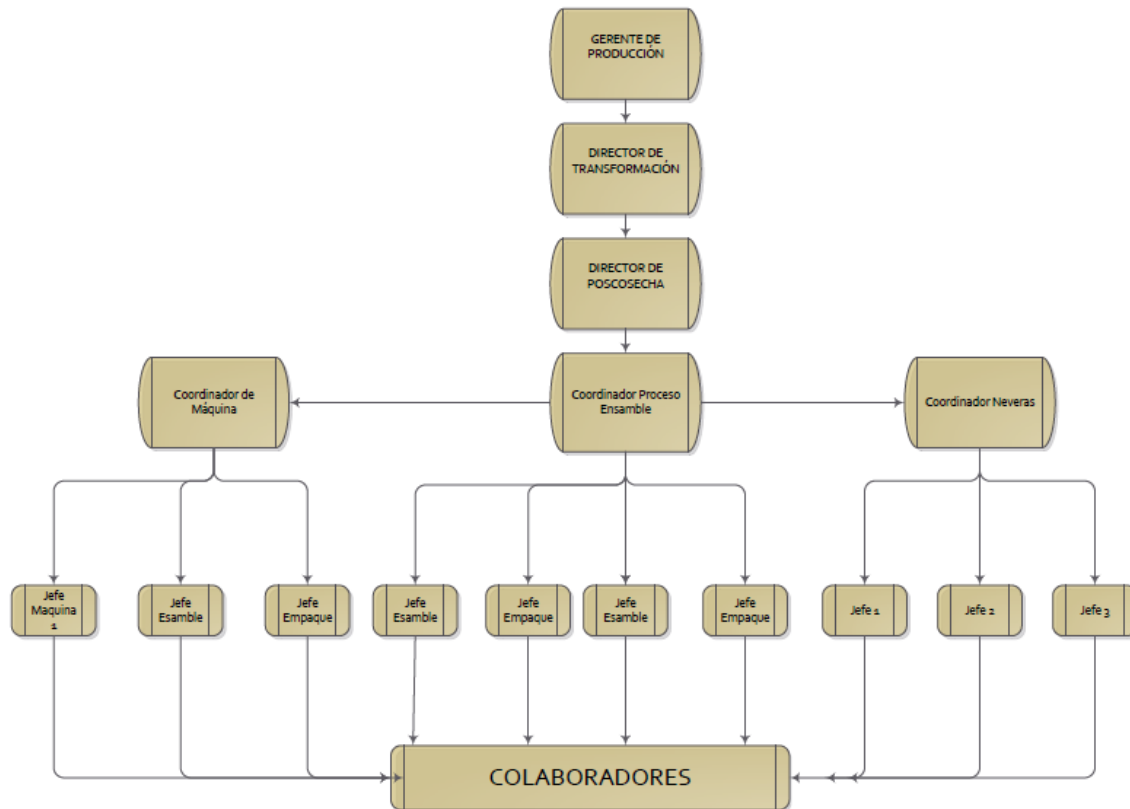 GERENTE DE
PRODUCCIÓN
DIRECTOR DE
TRANSFORMACIÓN
DIRECTOR DE
POSCOSECHA
Coordinador de
Máquina
Coordinador Proceso
Ensamble
Coordinador Neveras
Jefe
Maquina
1
Jefe
Esamble
Jefe
Empaque
Jefe
Esamble
Jefe
Empaque
Jefe
Esamble
Jefe
Empaque
Jefe 1
Jefe 2
Jefe 3
COLABORADORES